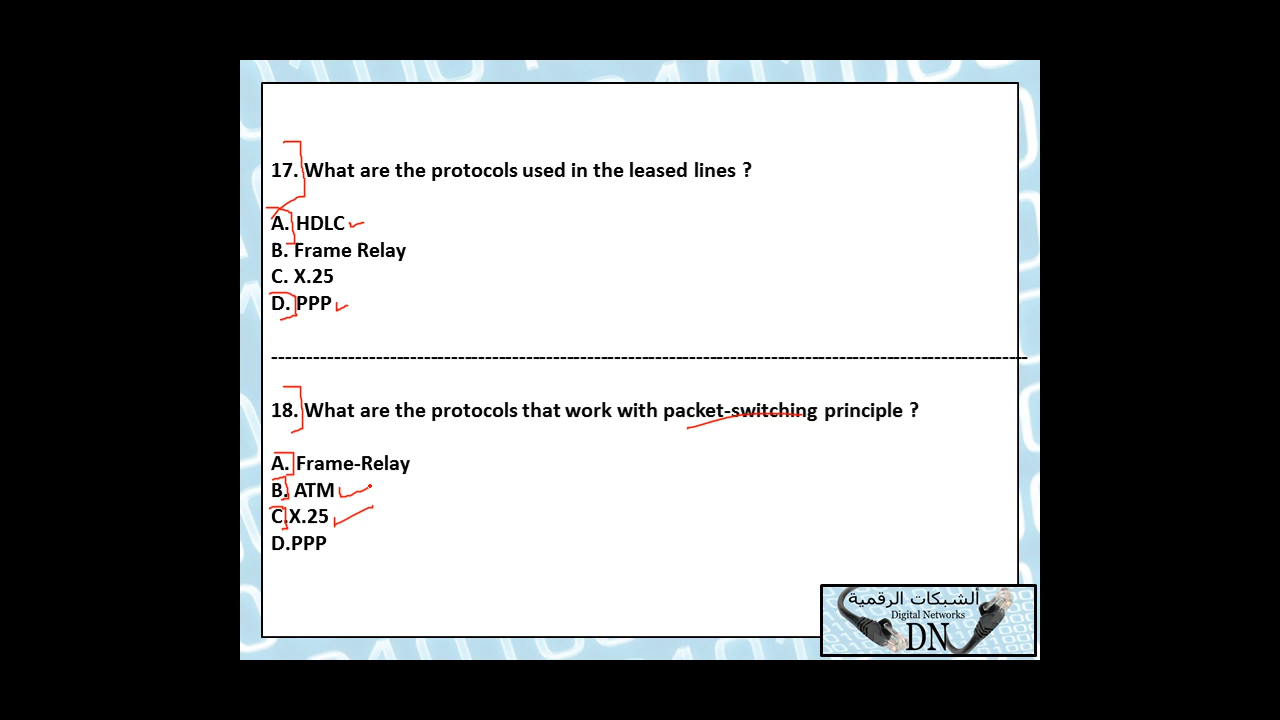 17. What are the protocols used in the leased lines ?
A. HDLC
B. Frame Relay
C. X.25
D. PPP
--------------------------------------------------------------------------------------------------------------
18. What are the protocols that work with packet-switching principle ?
A. Frame-Relay
B. ATM
C.X.25
D.PPP
ألشبكات الرقمية
Digital Networks
DN